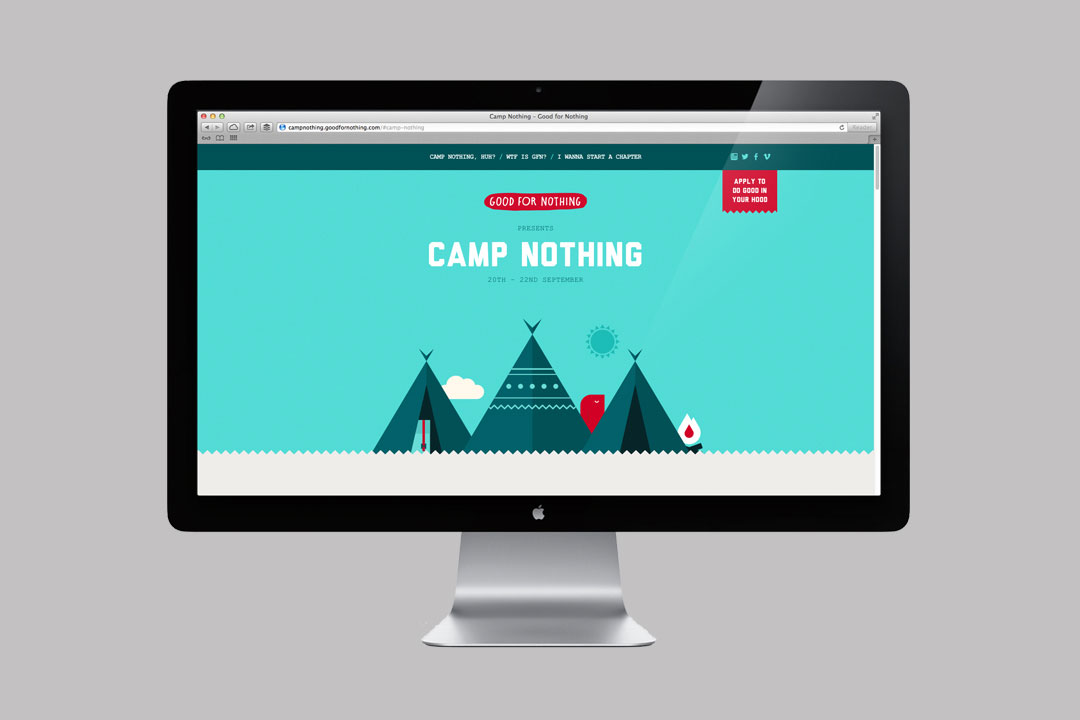 Camp Nothing – Good for Nothing
campnothing.goodfornothing.com/#camp-nothing
Reader
CAMP NOTHING, HUH? / WTF IS GFN? / I WANNA START A CHAPTER
APPLY TO
DO GOOD IN
YOUR HOOD
GOOD FOR NOTHING
PRESENTS
CAMP NOTHING
20TH – 22ND SEPTEMBER